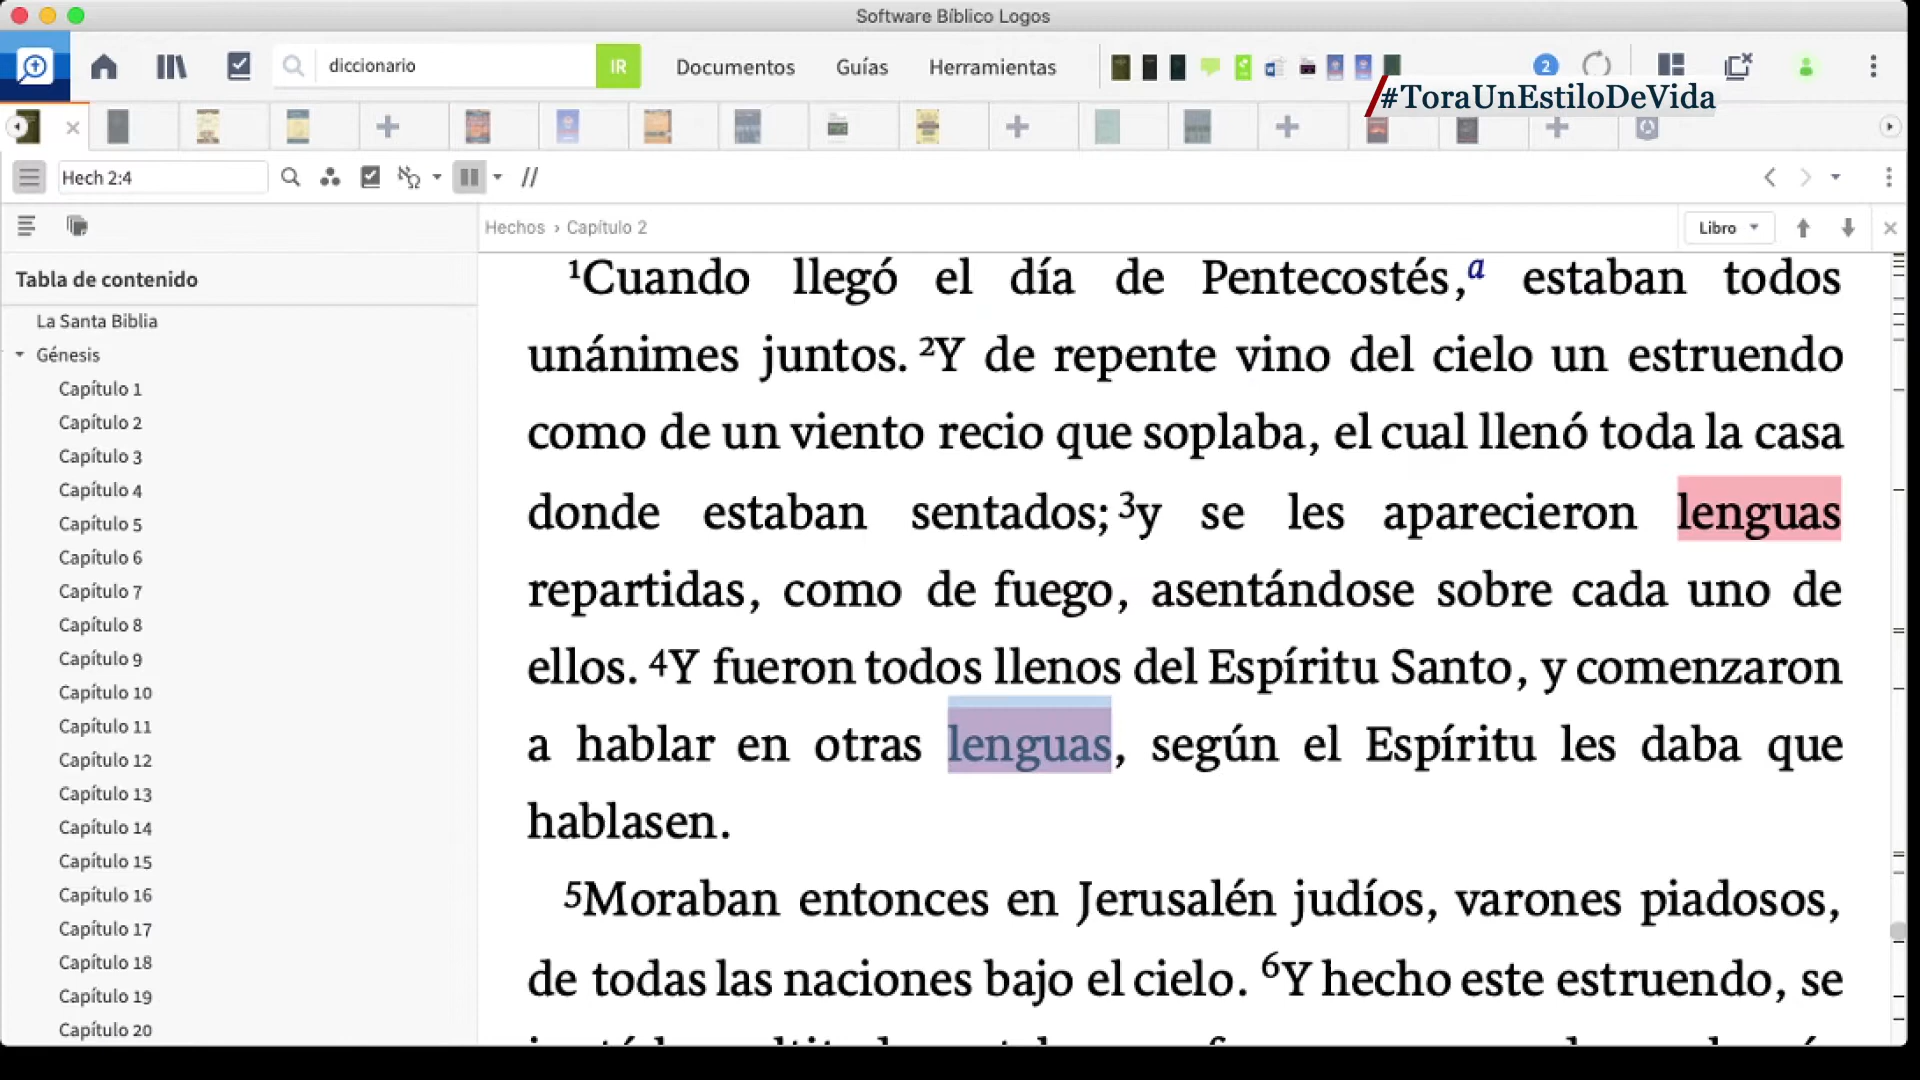 Software Bíblico Logos
diccionario
IR
Documentos
Guías
Herramientas
2
/#ToraUnEstiloDeVida
Hech 2:4
Hechos › Capítulo 2
Libro
Tabla de contenido
La Santa Biblia
Génesis
Capítulo 1
Capítulo 2
Capítulo 3
Capítulo 4
Capítulo 5
Capítulo 6
Capítulo 7
Capítulo 8
Capítulo 9
Capítulo 10
Capítulo 11
Capítulo 12
Capítulo 13
Capítulo 14
Capítulo 15
Capítulo 16
Capítulo 17
Capítulo 18
Capítulo 19
Capítulo 20
1Cuando llegó el día de Pentecostés,a estaban todos
unánimes juntos. 2Y de repente vino del cielo un estruendo
como de un viento recio que soplaba, el cual llenó toda la casa
donde estaban sentados; 3y se les aparecieron lenguas
repartidas, como de fuego, asentándose sobre cada uno de
ellos. 4Y fueron todos llenos del Espíritu Santo, y comenzaron
a hablar en otras lenguas, según el Espíritu les daba que
hablasen.
5Moraban entonces en Jerusalén judíos, varones piadosos,
de todas las naciones bajo el cielo. 6Y hecho este estruendo, se